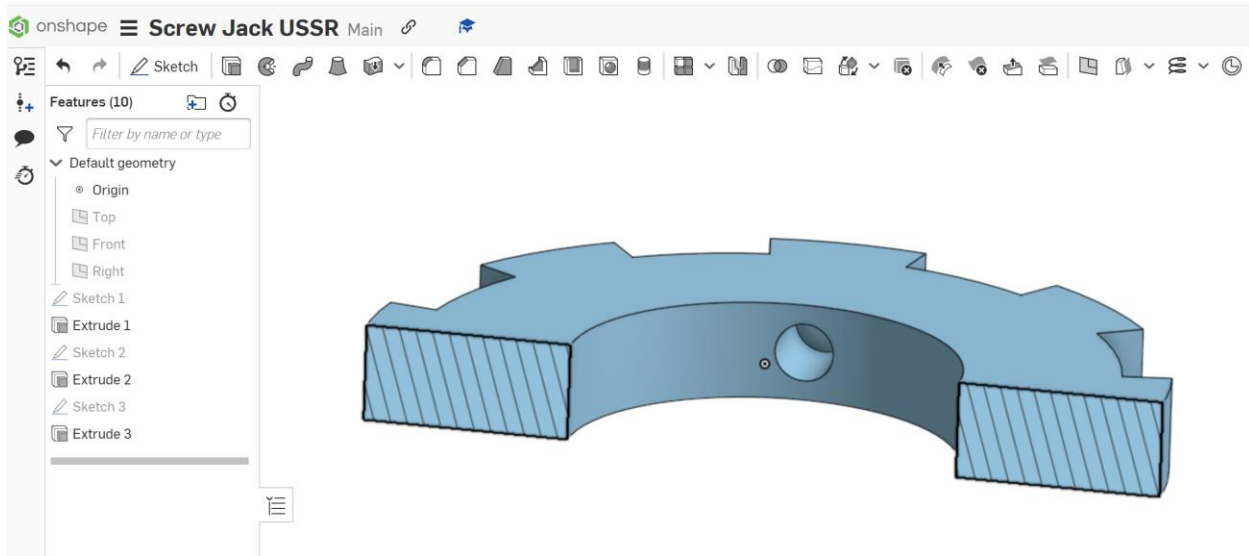 onshape Screw Jack USSR Main
Sketch
Features (10)
Filter by name or type
Default geometry
Origin
Top
Front
Right
Sketch 1
Extrude 1
Sketch 2
Extrude 2
Sketch 3
Extrude 3